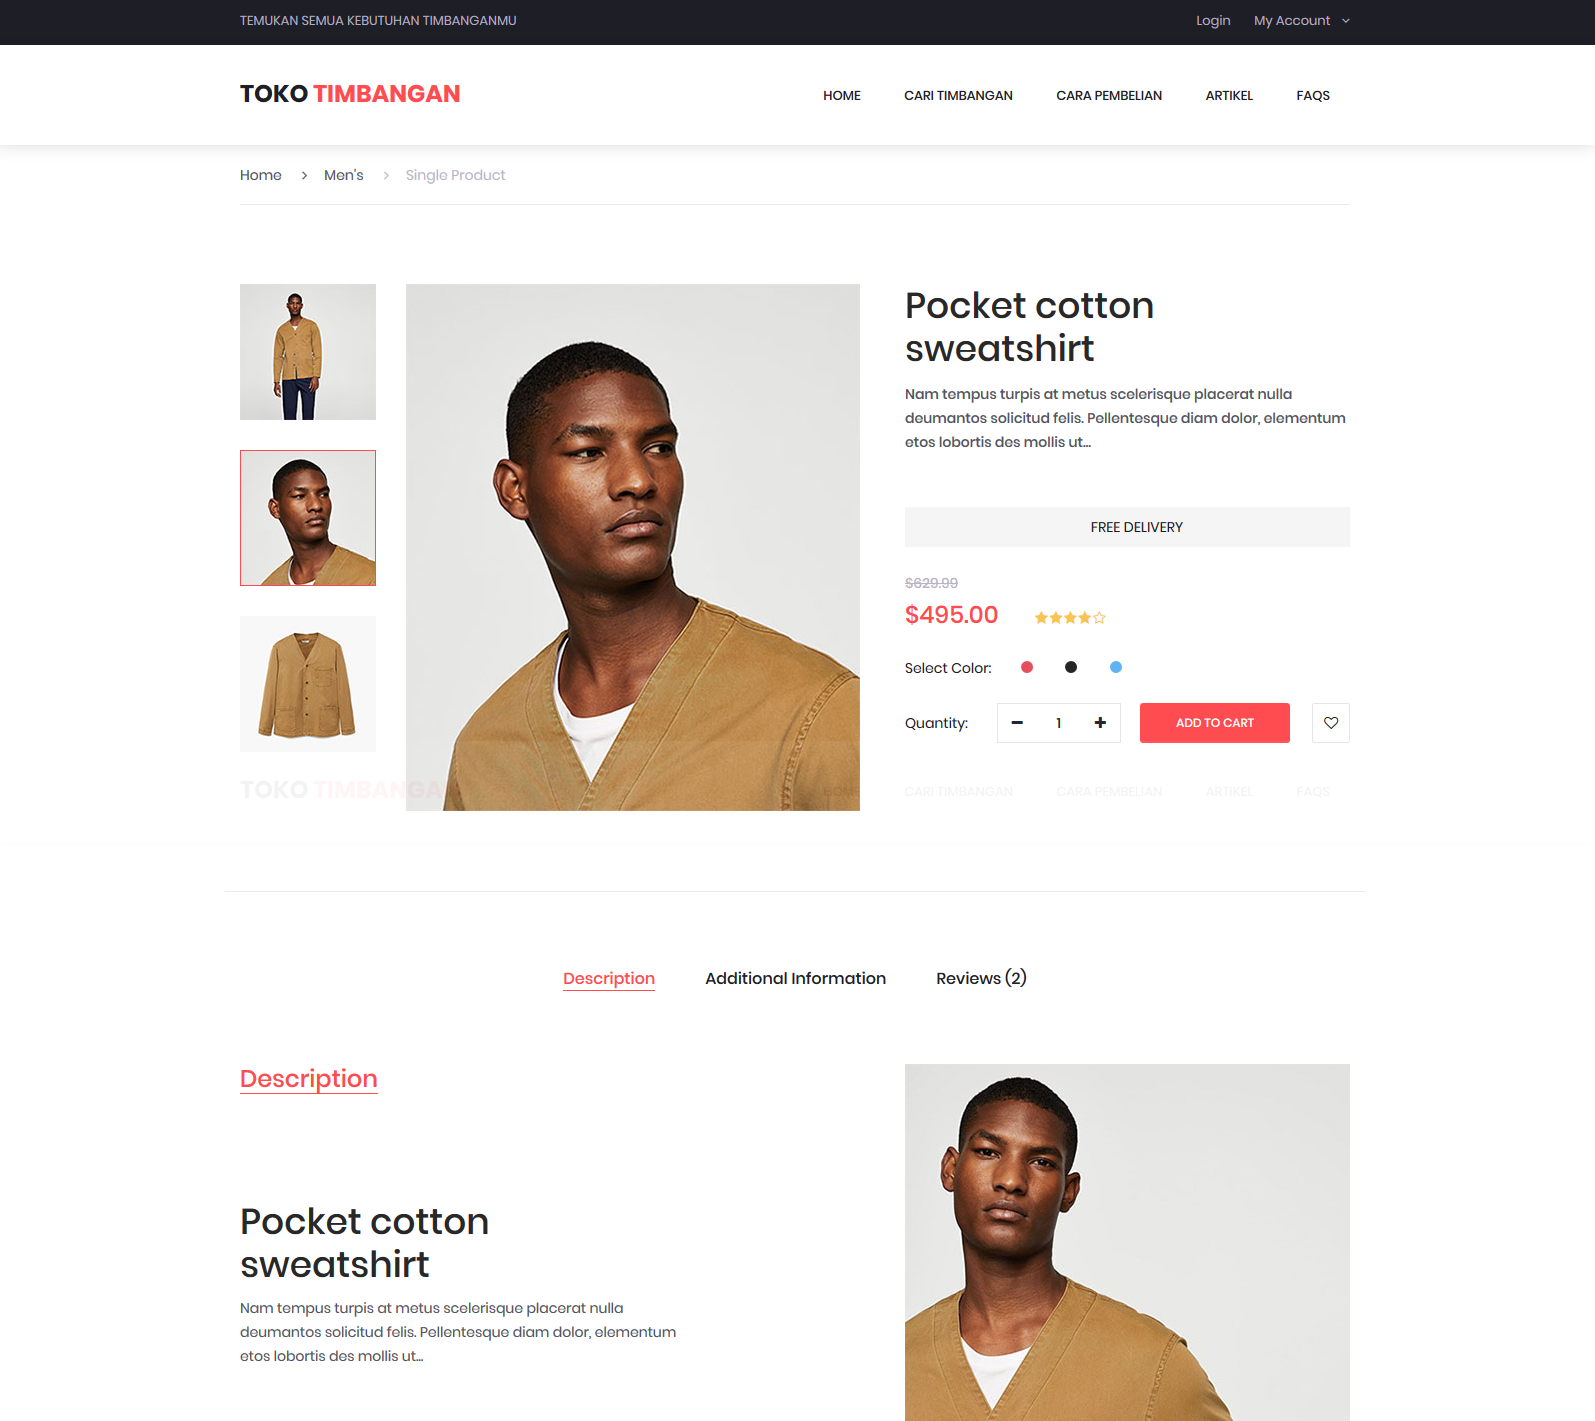 TEMUKAN SEMUA KEBUTUHAN TIMBANGANMU
Login
My Account
TOKO TIMBANGAN
HOME
CARI TIMBANGAN
CARA PEMBELIAN
ARTIKEL
FAQS
Home
Men's
Single Product
Pocket cotton
sweatshirt
Nam tempus turpis at metus scelerisque placerat nulla
deumantos solicitud felis. Pellentesque diam dolor, elementum
etos lobortis des mollis ut...
FREE DELIVERY
$629.99
$495.00
Select Color:
Quantity:
1
ADD TO CART
TOKO TIMBANGA
HOME
CARI TIMBANGAN
CARA PEMBELIAN
ARTIKEL
FAQS
Description
Additional Information
Reviews (2)
Description
Pocket cotton
sweatshirt
Nam tempus turpis at metus scelerisque placerat nulla
deumantos solicitud felis. Pellentesque diam dolor, elementum
etos lobortis des mollis ut...